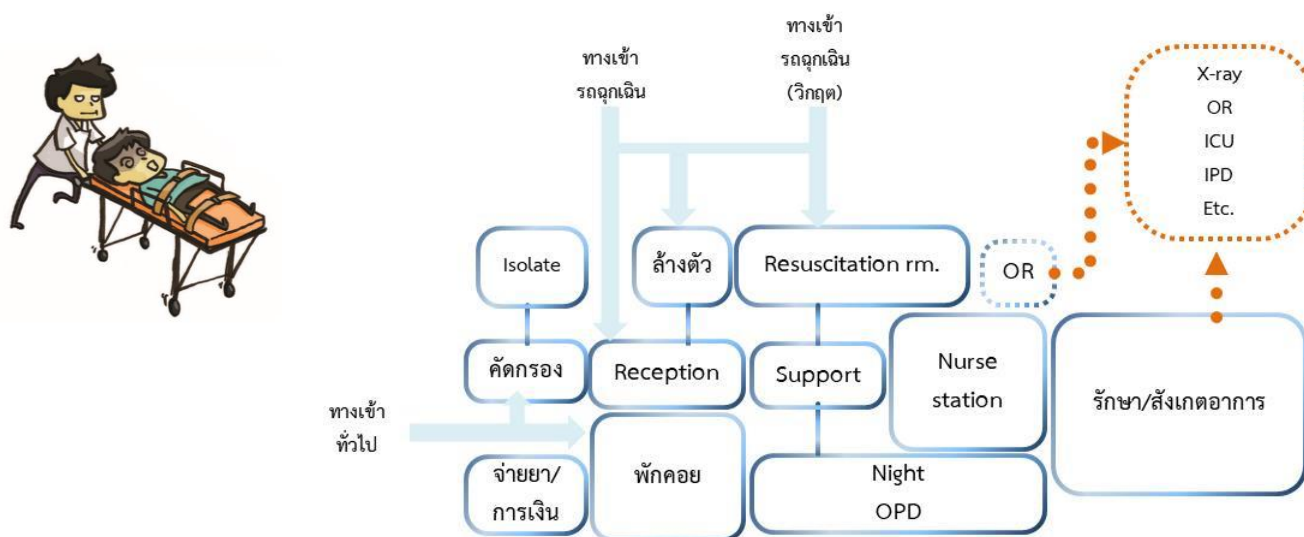 ทางเข้า
รถฉุกเฉิน
ทางเข้า
รถฉุกเฉิน
(วิกฤต)
X-ray
OR
ICU
IPD
Etc.
Isolate
ล้างตัว
Resuscitation rm.
OR
คัดกรอง
Reception
Support
Nurse
station
รักษา/สังเกตอาการ
ทางเข้า
ทั่วไป
จ่ายยา/
การเงิน
พักคอย
Night
OPD